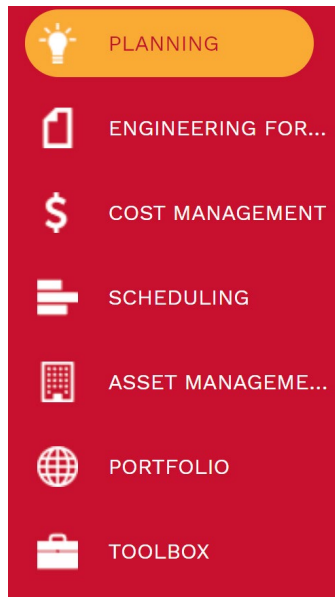 PLANNING
ENGINEERING FOR...
$ COST MANAGEMENT
SCHEDULING
ASSET MANAGEME...
PORTFOLIO
TOOLBOX